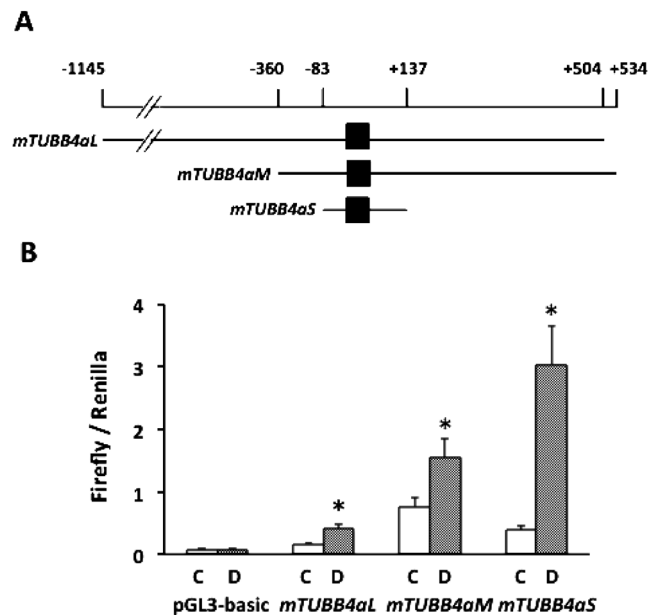 A
-1145 -360 -83 +137 +504 +534
mTUBB4aL
mTUBB4aM
mTUBB4aS
B
Firefly / Renilla
4
3
2
1
0
* * *
C D C D C D C D
pGL3-basic mTUBB4aL mTUBB4aM mTUBB4aS